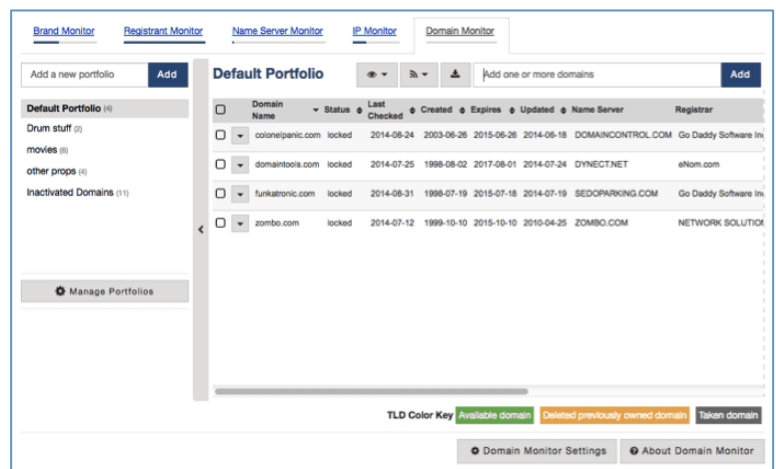 Brand Monitor Registrant Monitor Name Server Monitor IP Monitor Domain Monitor
Add a new portfolio Add
Default Portfolio (4)
Drum stuff (2)
movies (6)
other props (4)
Inactivated Domains (11)
Manage Portfolios
Default Portfolio Add one or more domains Add
Domain Name Status Last Checked Created Expires Updated Name Server Registrar
colonelpanic.com locked 2014-08-24 2003-06-26 2015-06-26 2014-06-18 DOMAINCONTROL.COM Go Daddy Software In
domaintools.com locked 2014-07-25 1998-08-02 2017-08-01 2014-07-24 DYNECT.NET eNom.com
funkatronic.com locked 2014-08-31 1998-07-19 2015-07-18 2014-07-19 SEDOPARKING.COM Go Daddy Software In
zombo.com locked 2014-07-12 1999-10-10 2015-10-10 2010-04-25 ZOMBO.COM NETWORK SOLUTIO
TLD Color Key Available domain Deleted previously owned domain Taken domain
Domain Monitor Settings About Domain Monitor